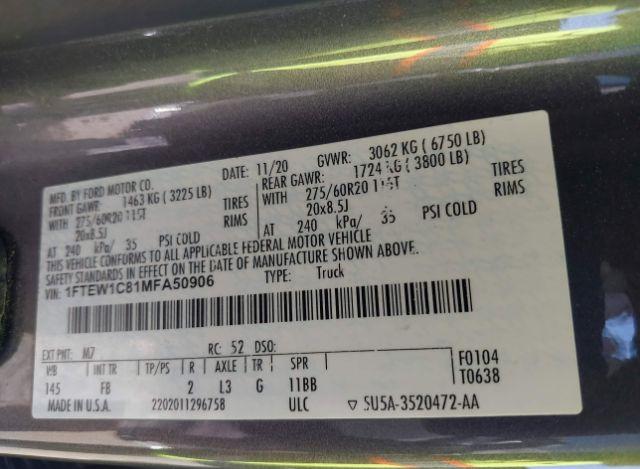 MFD. BY FORD MOTOR CO.
DATE: 11/20 GVWR: 3062 KG ( 6750 LB)
FRONT GAWR: 1463 KG ( 3225 LB)
WITH 275/60R20 115T TIRES
20x8.5J RIMS
AT 240 kPa/ 35 PSI COLD
REAR GAWR: 1724 KG ( 3800 LB)
WITH 275/60R20 115T TIRES
20x8.5J RIMS
AT 240 kPa/ 35 PSI COLD
THIS VEHICLE CONFORMS TO ALL APPLICABLE FEDERAL MOTOR VEHICLE
SAFETY STANDARDS IN EFFECT ON THE DATE OF MANUFACTURE SHOWN ABOVE.
VIN: 1FTEW1C81MFA50906 TYPE: Truck
EXT PNT: M7 RC: 52 DSO:
WB INT TR TP/PS R AXLE TR SPR
145 FB 2 L3 G 11BB
F0104
T0638
MADE IN U.S.A. 2202011296758 ULC ▽ SU5A-3520472-AA